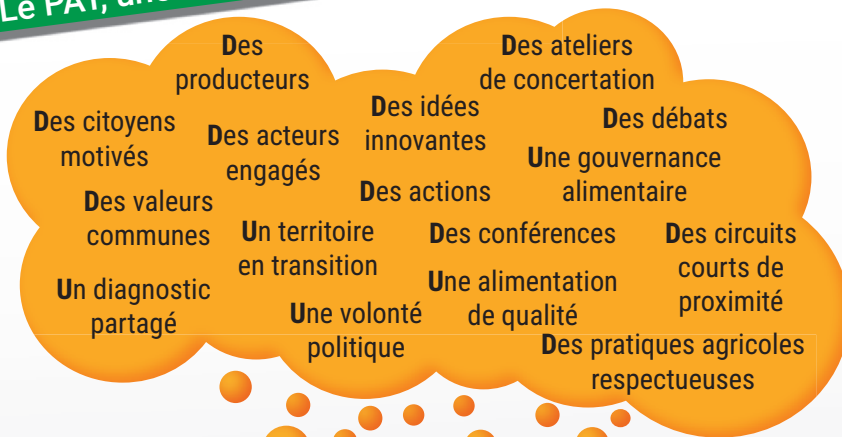 Le PAT, une
Des
producteurs
Des ateliers
de concertation
Des citoyens
motivés
Des acteurs
engagés
Des idées
innovantes
Des débats
Une gouvernance
alimentaire
Des valeurs
communes
Des actions
Un territoire
en transition
Des conférences
Des circuits
courts de
proximité
Un diagnostic
partagé
Une volonté
politique
Une alimentation
de qualité
Des pratiques agricoles
respectueuses